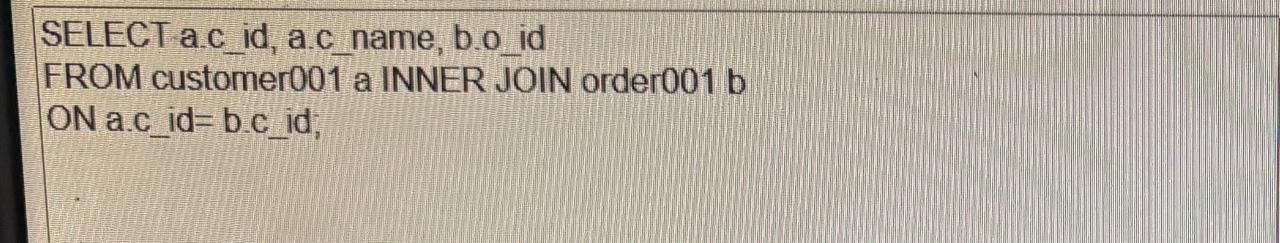 SELECT a.c_id, a.c_name, b.o_id
FROM customer001 a INNER JOIN order001 b
ON a.c_id= b.c_id;